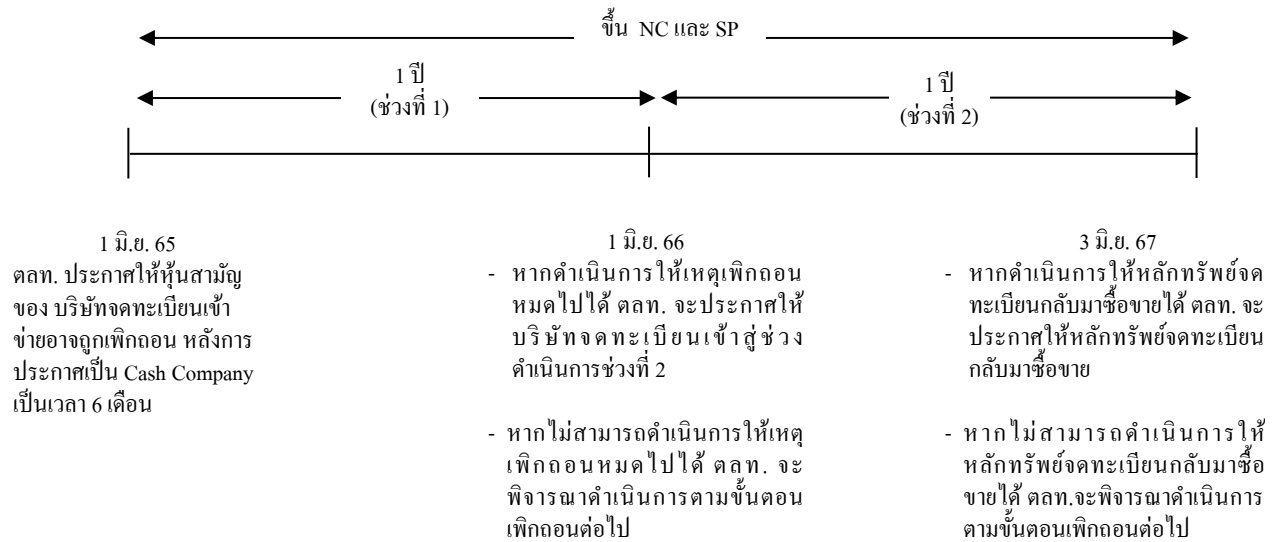 ขึ้น NC และ SP
1 ปี
(ช่วงที่ 1)
1 ปี
(ช่วงที่ 2)
1 มิ.ย. 65
ตลท. ประกาศให้หุ้นสามัญ
ของ บริษัทจดทะเบียนเข้า
ข่ายอาจถูกเพิกถอน หลังการ
ประกาศเป็น Cash Company
เป็นเวลา 6 เดือน
1 มิ.ย. 66
- หากดำเนินการให้เหตุเพิกถอน
หมดไปได้ ตลท. จะประกาศให้
บริษัทจดทะเบียนเข้าสู่ช่วง
ดำเนินการช่วงที่ 2
- หากไม่สามารถดำเนินการให้เหตุ
เพิกถอนหมดไปได้ ตลท. จะ
พิจารณาดำเนินการตามขั้นตอน
เพิกถอนต่อไป
3 มิ.ย. 67
- หากดำเนินการให้หลักทรัพย์จด
ทะเบียนกลับมาซื้อขายได้ ตลท. จะ
ประกาศให้หลักทรัพย์จดทะเบียน
กลับมาซื้อขาย
- หากไม่สามารถดำเนินการให้
หลักทรัพย์จดทะเบียนกลับมาซื้อ
ขายได้ ตลท.จะพิจารณาดำเนินการ
ตามขั้นตอนเพิกถอนต่อไป